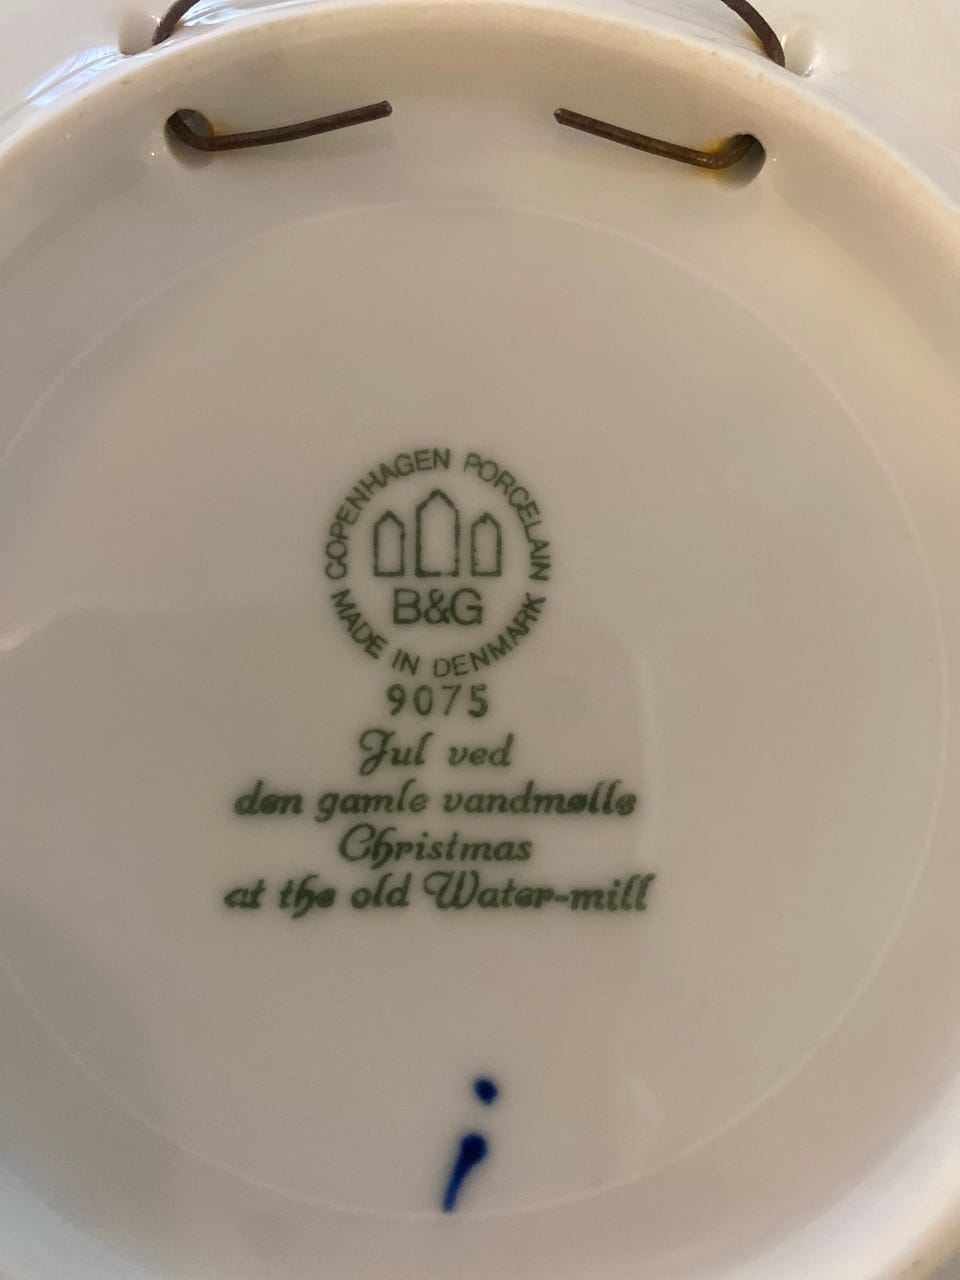 COPENHAGEN PORCELAIN
B&G
MADE IN DENMARK
9075
Jul ved
den gamle vandmølle
Christmas
at the old Water-mill